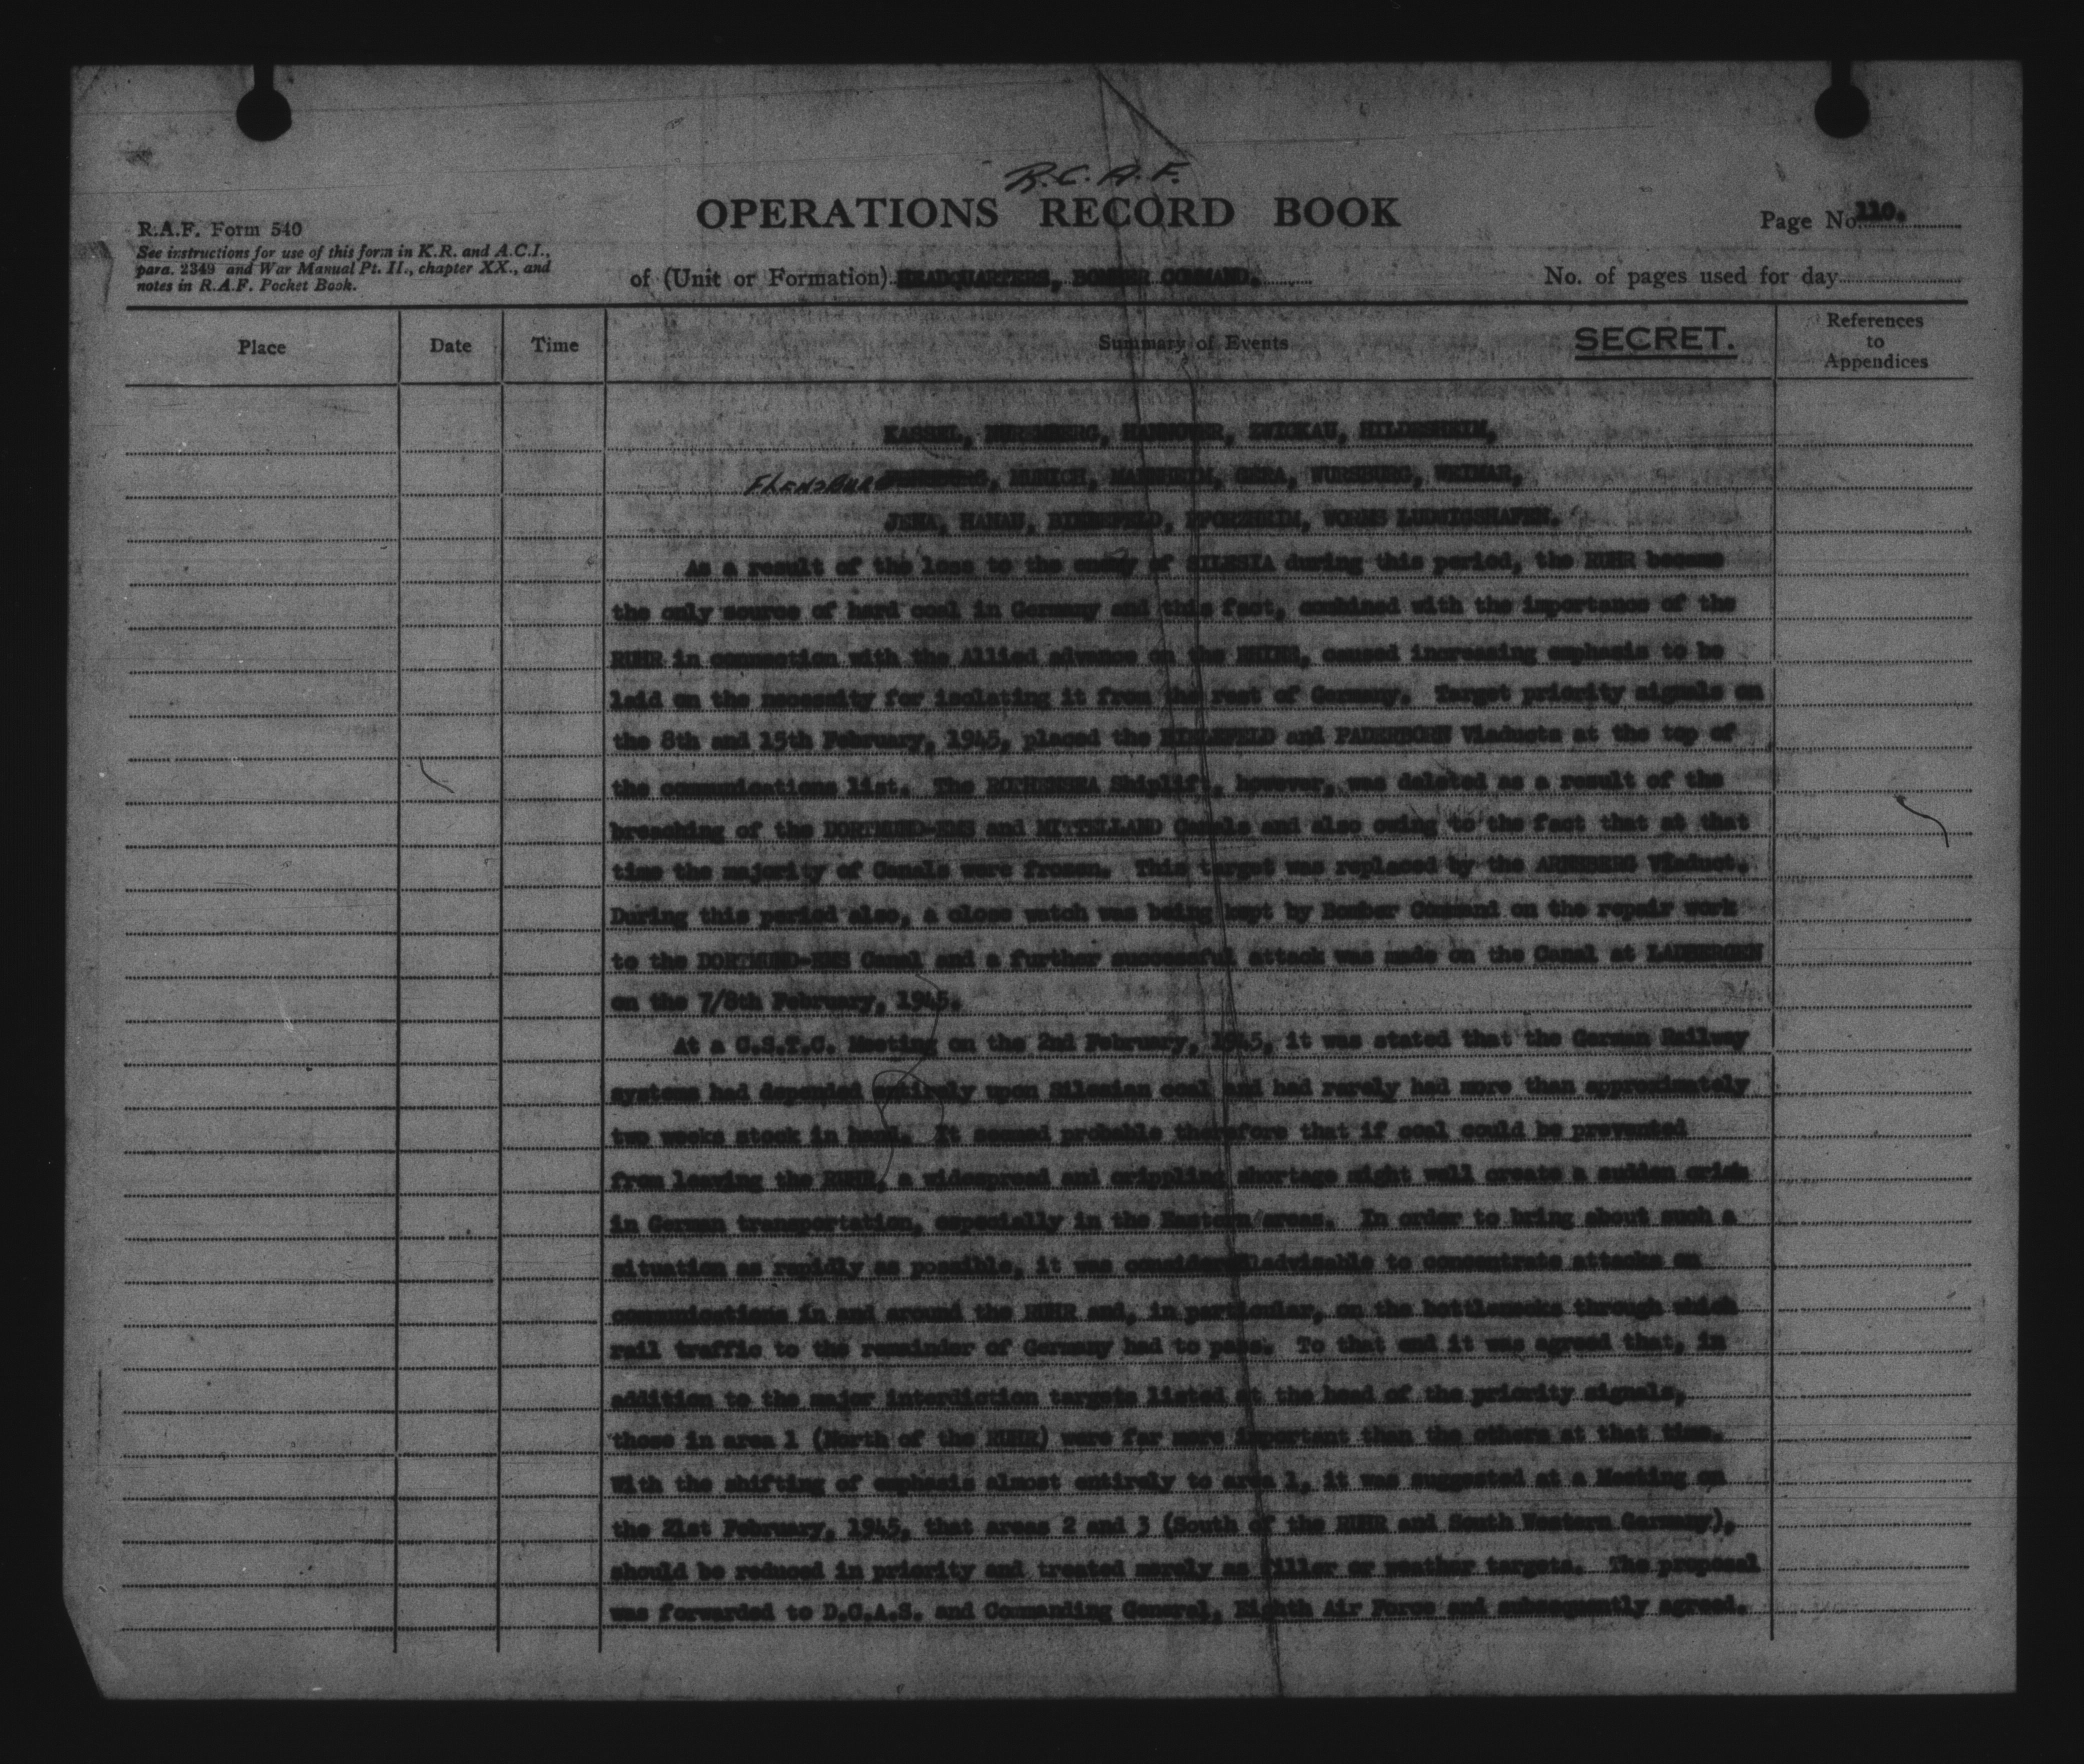 R.C.A.F.
OPERATIONS RECORD BOOK
Page No. 110.
R.A.F. Form 540
See instructions for use of this form in K.R. and A.C.I.,
para. 2349 and War Manual Pt. II., chapter XX., and
notes in R.A.F. Pocket Book.
of (Unit or Formation) HEADQUARTERS, BOMBER COMMAND.
No. of pages used for day
Place Date Time Summary of Events SECRET. References
to
Appendices
KASSEL, NUREMBERG, HANNOVER, ZWICKAU, HILDESHEIM,
FLENSBURG, MUNICH, MANNHEIM, GERA, WURSBURG, WEIMAR,
JENA, HANAU, BIELEFELD, PFORZHEIM, WORMS LUDWIGSHAFEN.
As a result of the loss to the enemy of SILESIA during this period, the RUHR became
the only source of hard coal in Germany and this fact, combined with the importance of the
RUHR in connection with the Allied advance on the RHINE, caused increasing emphasis to be
laid on the necessity for isolating it from the rest of Germany. Target priority signals on
the 8th and 15th February, 1945, placed the BIELEFELD and PADERBORN Viaducts at the top of
the communications list. The ROTHENSEA Shiplift, however, was deleted as a result of the
breaching of the DORTMUND-EMS and MITTELLAND Canals and also owing to the fact that at that
time the majority of Canals were frozen. This target was replaced by the ARNSBERG Viaduct.
During this period also, a close watch was being kept by Bomber Command on the repair work
to the DORTMUND-EMS Canal and a further successful attack was made on the Canal at LADBERGEN
on the 7/8th February, 1945.
At a C.S.T.C. Meeting on the 2nd February, 1945, it was stated that the German Railway
systems had depended entirely upon Silesian coal and had rarely had more than approximately
two weeks stock in hand. It seemed probable therefore that if coal could be prevented
from leaving the RUHR, a widespread and crippling shortage might well create a sudden crisis
in German transportation, especially in the Eastern areas. In order to bring about such a
situation as rapidly as possible, it was considered advisable to concentrate attacks on
communications in and around the RUHR and, in particular, on the bottlenecks through which
rail traffic to the remainder of Germany had to pass. To that end it was agreed that, in
addition to the major interdiction targets listed at the head of the priority signals,
those in area 1 (North of the RUHR) were far more important than the others at that time.
With the shifting of emphasis almost entirely to area 1, it was suggested at a Meeting on
the 21st February, 1945, that areas 2 and 3 (South of the RUHR and South Western Germany),
should be reduced in priority and treated merely as filler or weather targets. The proposal
was forwarded to D.C.A.S. and Commanding General, Eighth Air Force and subsequently agreed.